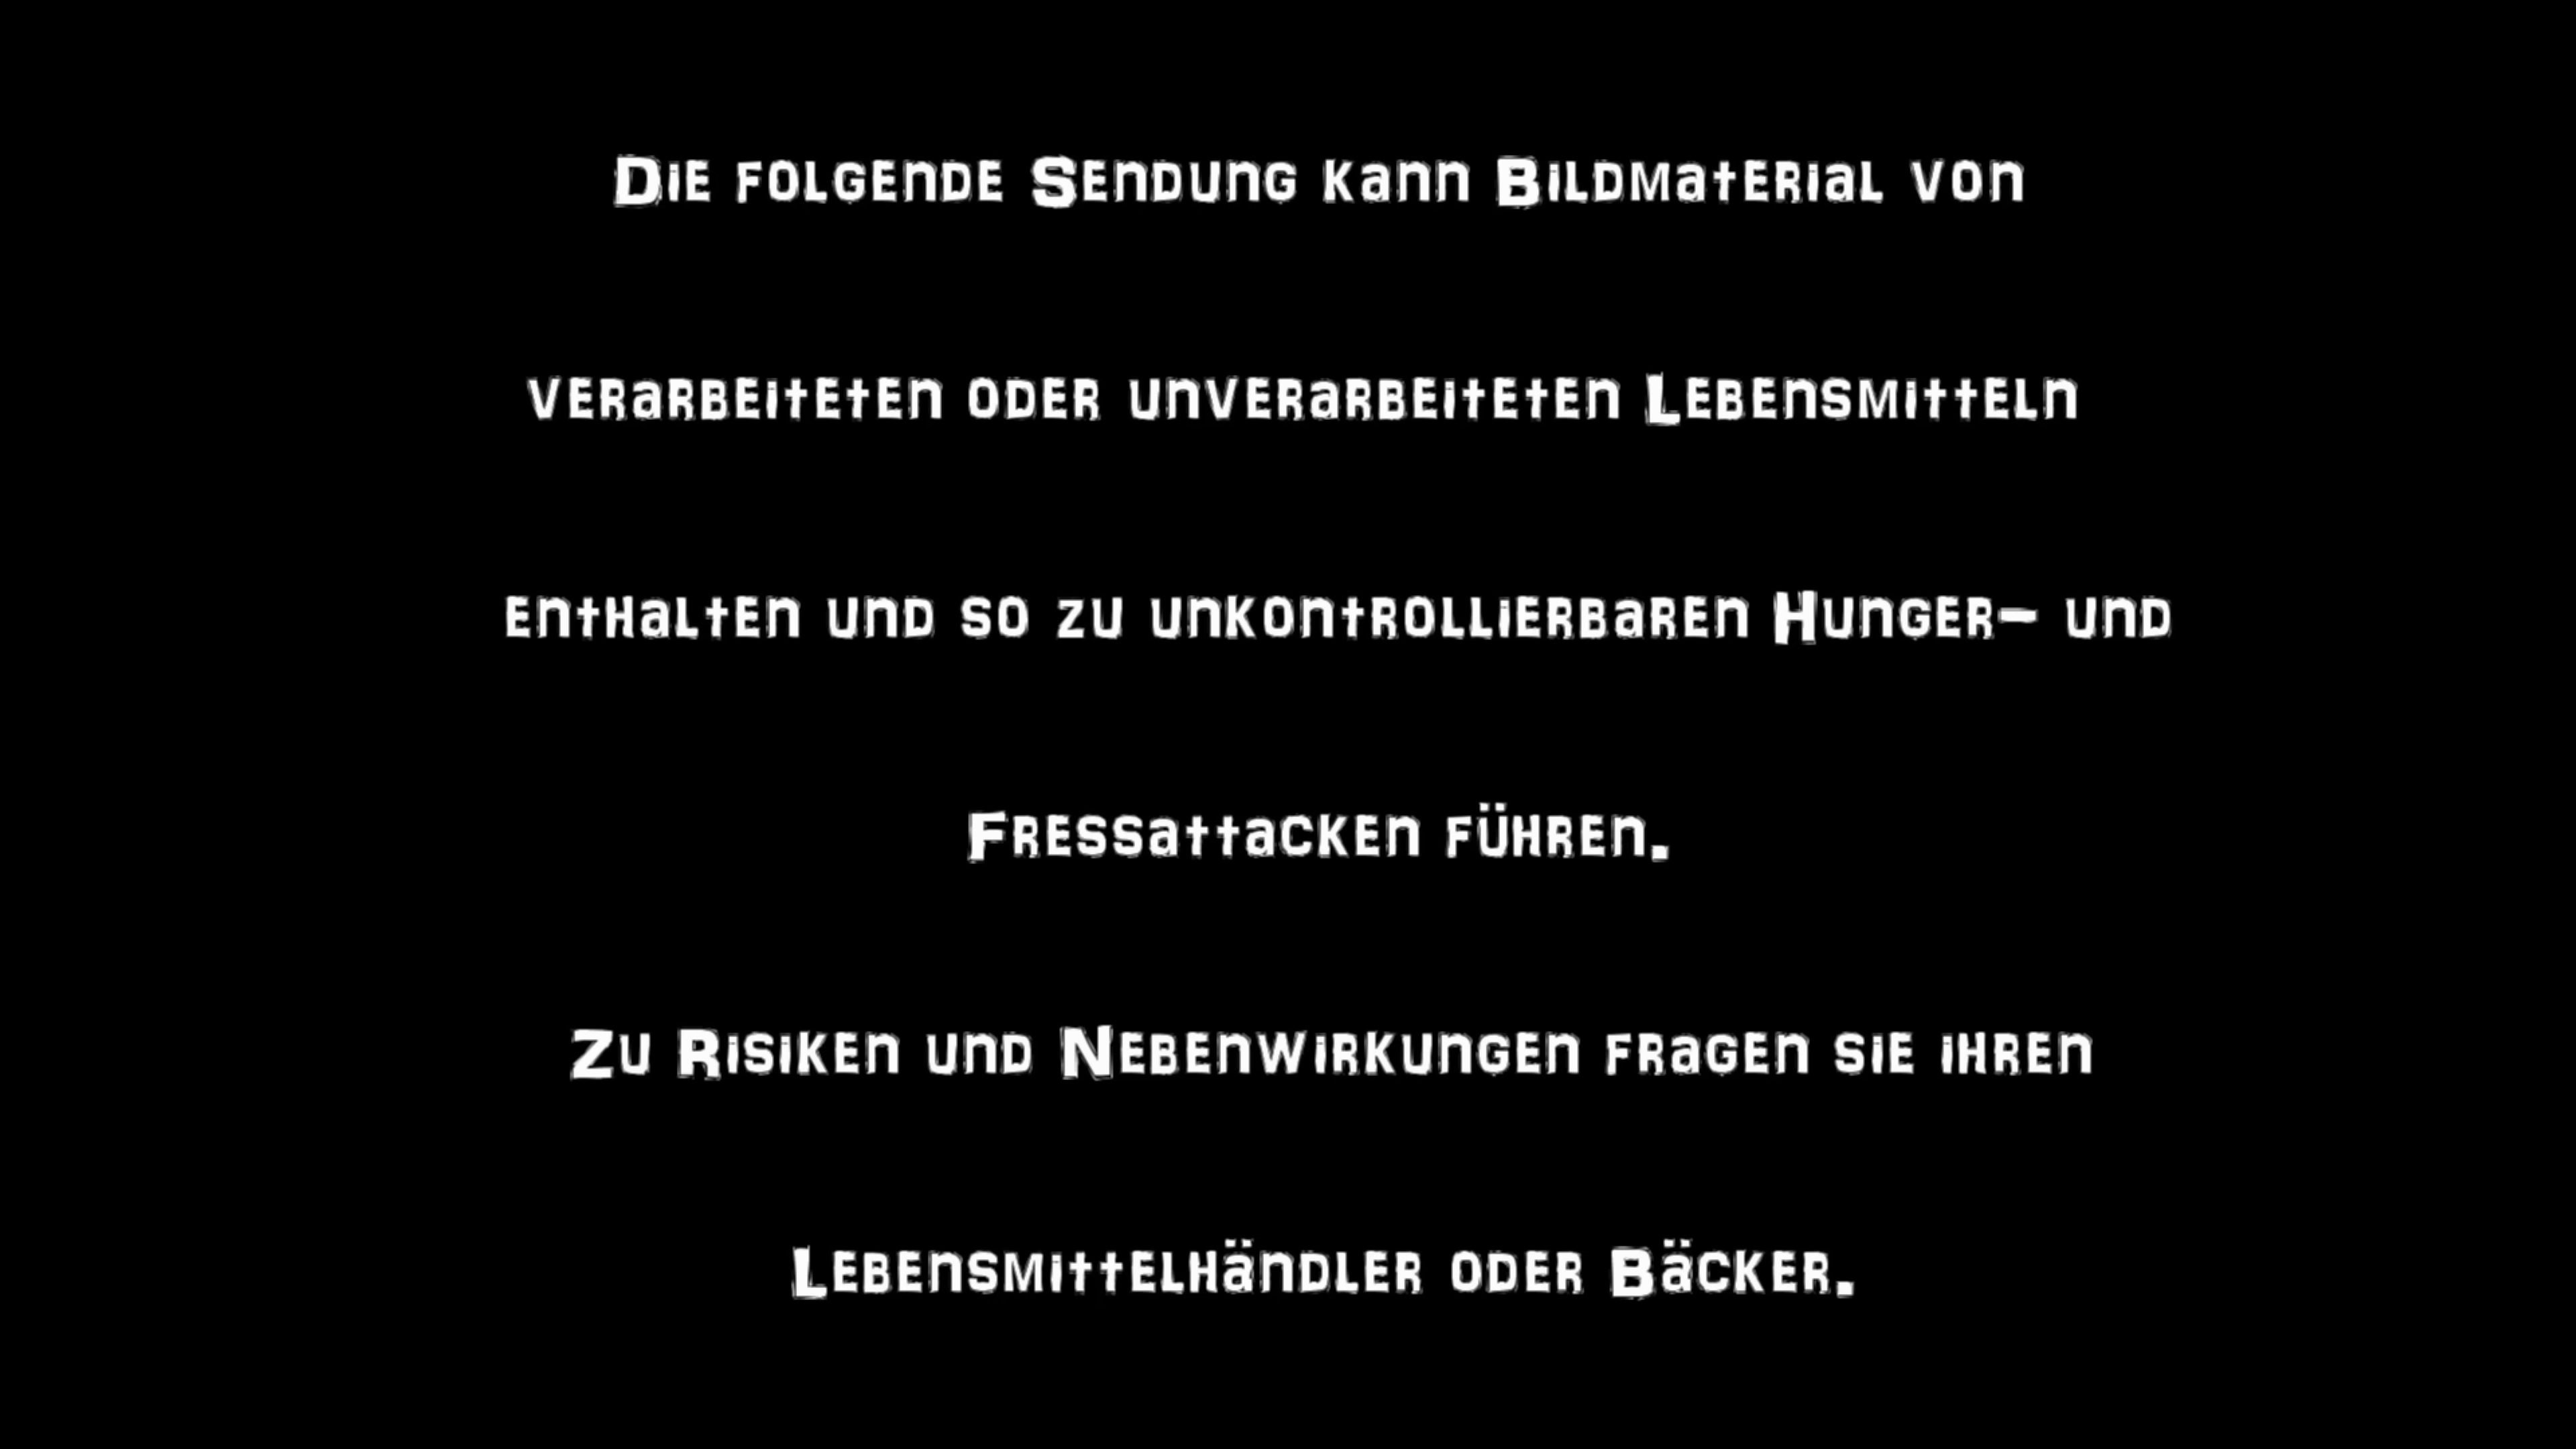 Die folgende Sendung kann Bildmaterial von
verarbeiteten oder unverarbeiteten Lebensmitteln
enthalten und so zu unkontrollierbaren Hunger- und
Fressattacken führen.
Zu Risiken und Nebenwirkungen fragen sie ihren
Lebensmittelhändler oder Bäcker.